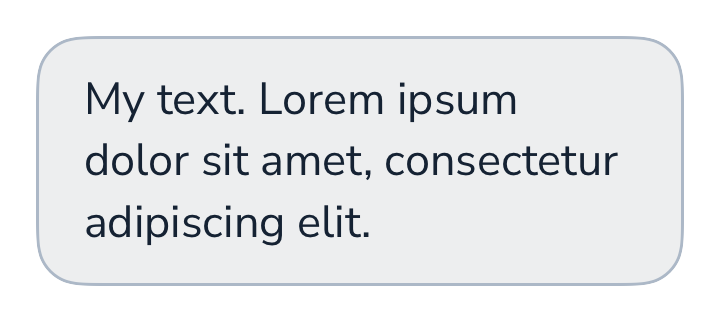 My text. Lorem ipsum
dolor sit amet, consectetur
adipiscing elit.